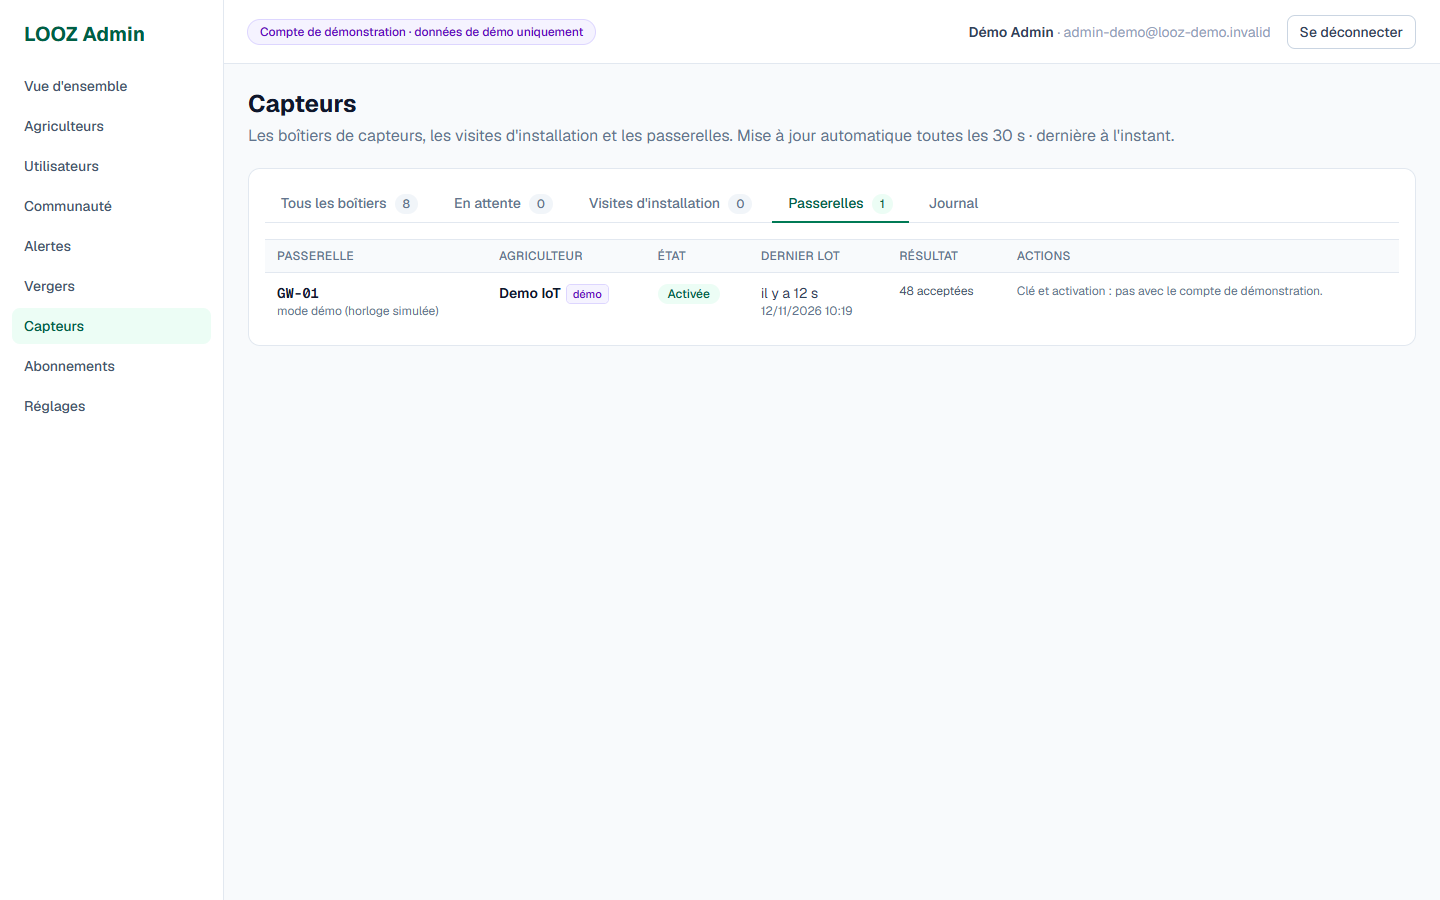 LOOZ Admin
Compte de démonstration · données de démo uniquement
Démo Admin · admin-demo@looz-demo.invalid
Se déconnecter
Vue d'ensemble
Agriculteurs
Utilisateurs
Communauté
Alertes
Vergers
Capteurs
Abonnements
Réglages
Capteurs
Les boîtiers de capteurs, les visites d'installation et les passerelles. Mise à jour automatique toutes les 30 s · dernière à l'instant.
Tous les boîtiers 8 En attente 0 Visites d'installation 0 Passerelles 1 Journal
PASSERELLE AGRICULTEUR ÉTAT DERNIER LOT RÉSULTAT ACTIONS
GW-01 Demo IoT démo Activée il y a 12 s 48 acceptées Clé et activation : pas avec le compte de démonstration.
mode démo (horloge simulée) 12/11/2026 10:19